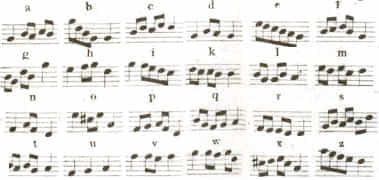 a b c d e f
g h i k l m
n o p q r s
t u v w x z